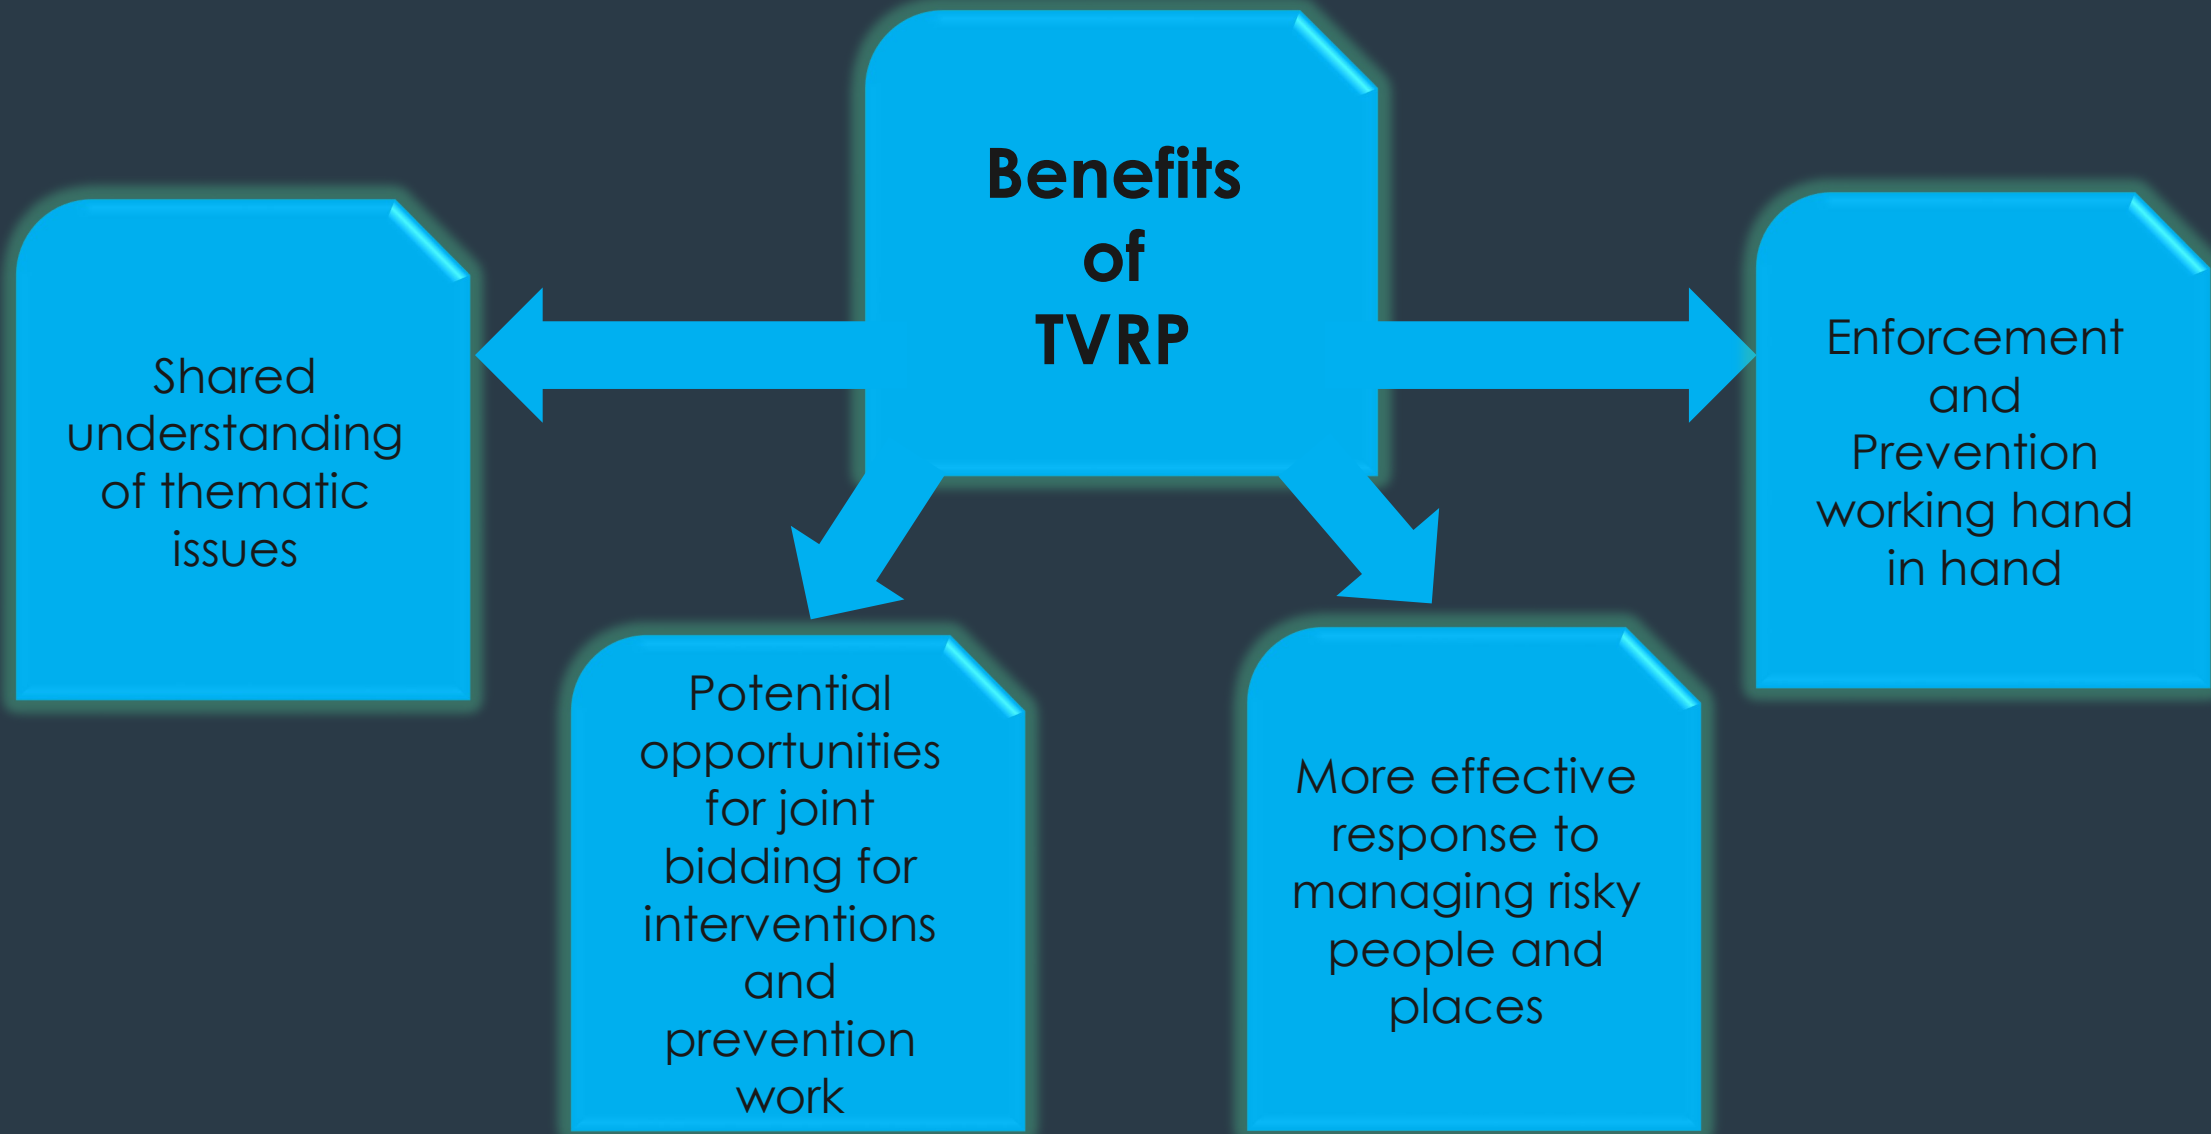 Benefits
of
TVRP
Shared
understanding
of thematic
issues
Potential
opportunities
for joint
bidding for
interventions
and
prevention
work
More effective
response to
managing risky
people and
places
Enforcement
and
Prevention
working hand
in hand